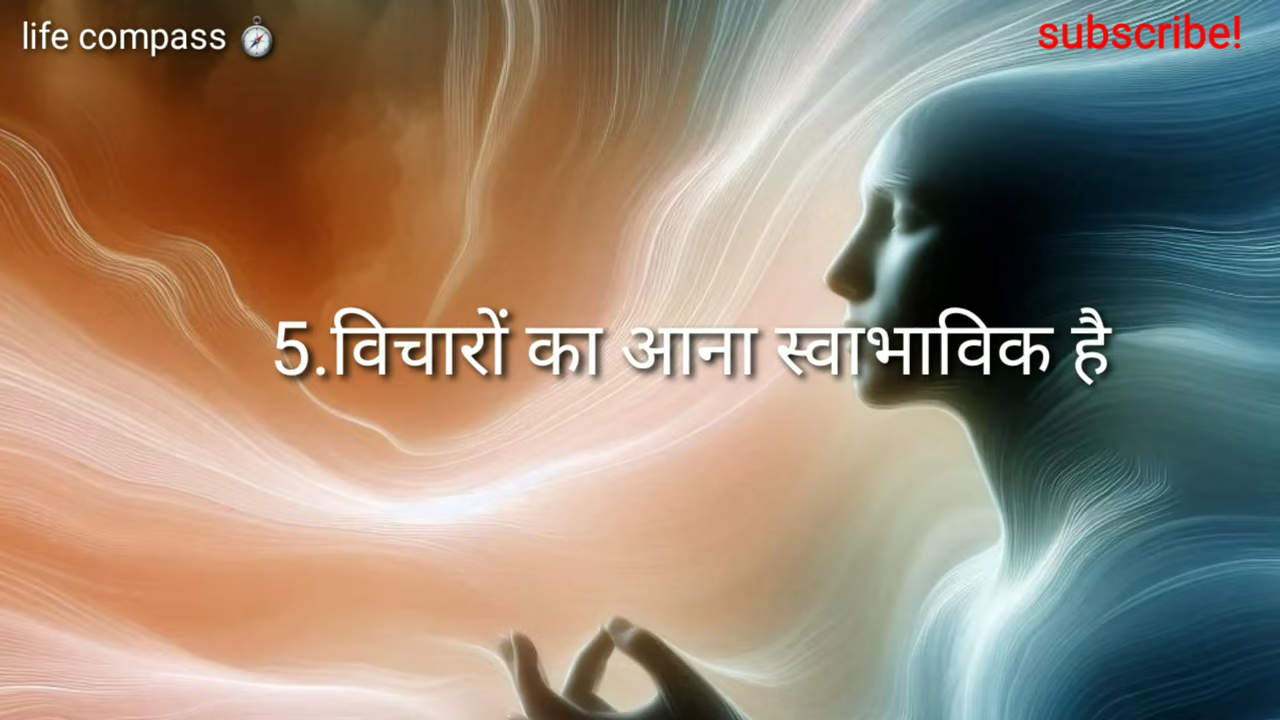 life compass 🧭
subscribe!
5.विचारों का आना स्वाभाविक है